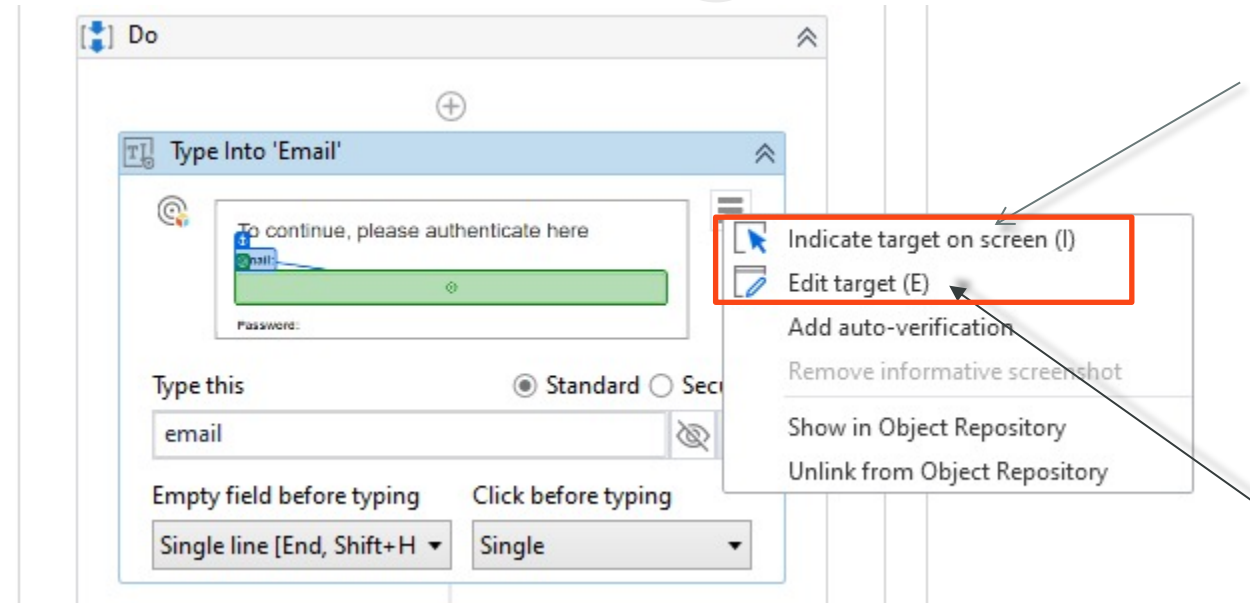 Do
Type Into 'Email'
To continue, please authenticate here
Password:
Indicate target on screen (I)
Edit target (E)
Add auto-verification
Remove informative screenshot
Show in Object Repository
Unlink from Object Repository
Type this
Standard
email
Empty field before typing
Click before typing
Single line [End, Shift+H
Single